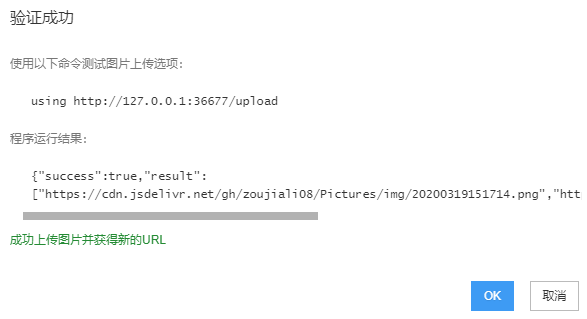 验证成功
使用以下命令测试图片上传选项：
using http://127.0.0.1:36677/upload
程序运行结果：
{"success":true,"result":
["https://cdn.jsdelivr.net/gh/zoujiali08/Pictures/img/20200319151714.png","htt
成功上传图片并获得新的URL
OK 取消